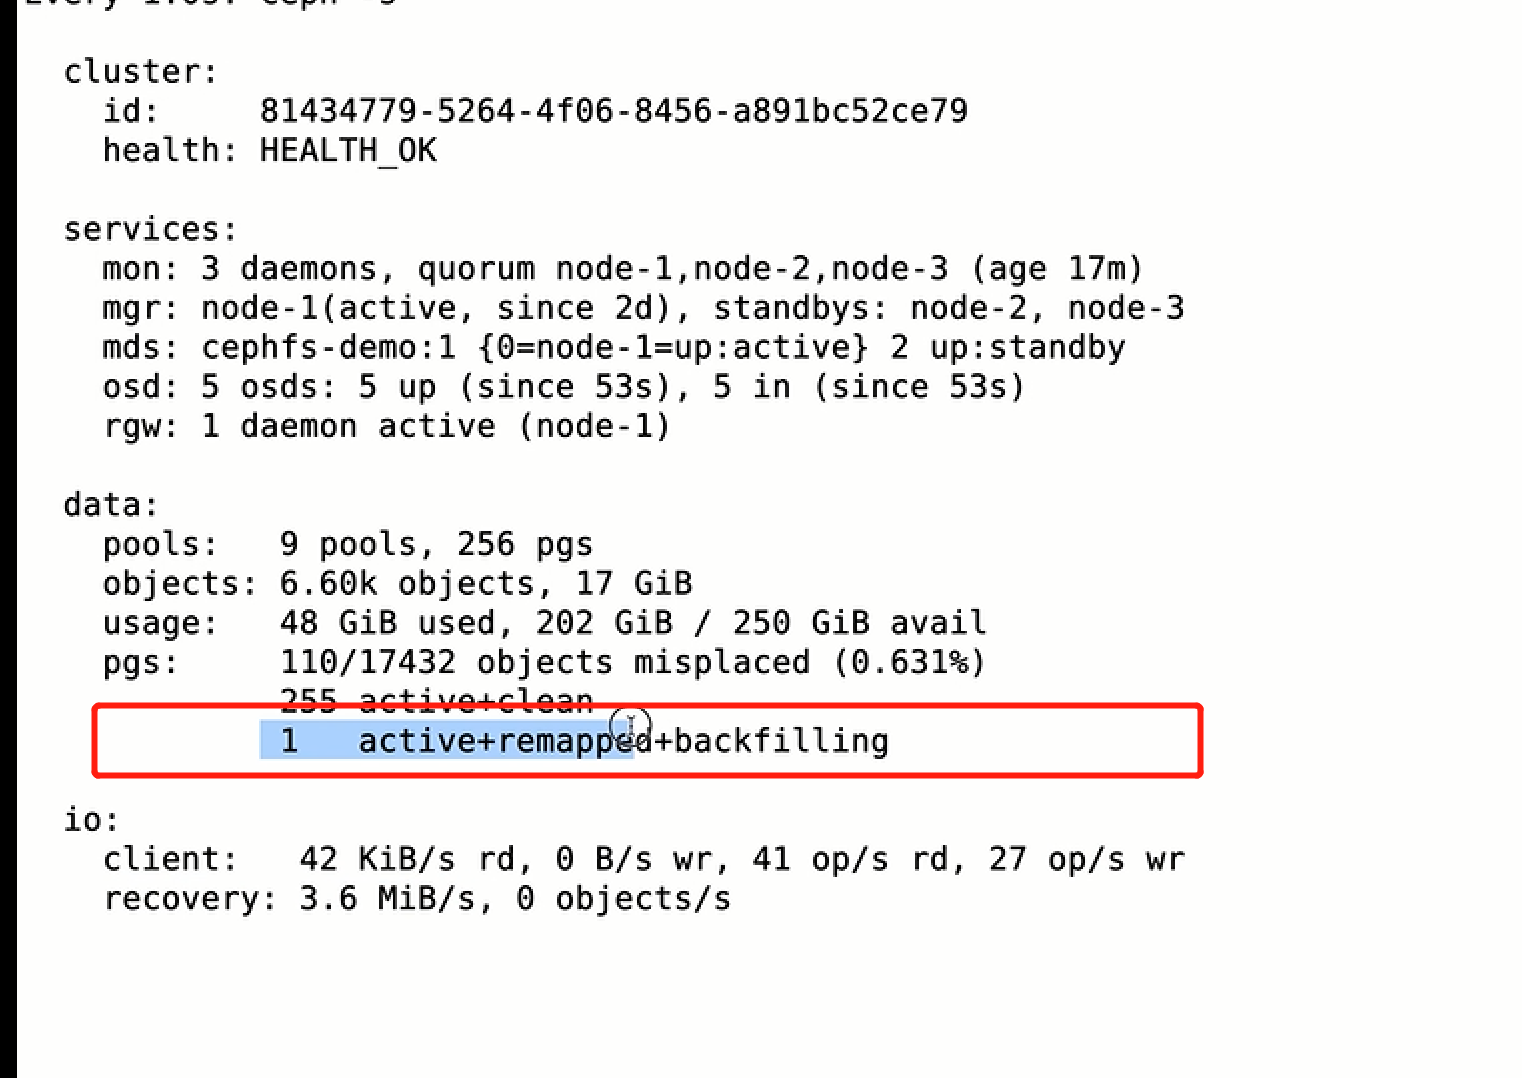 Every 1.0s: ceph -s
cluster:
id: 81434779-5264-4f06-8456-a891bc52ce79
health: HEALTH_OK
services:
mon: 3 daemons, quorum node-1,node-2,node-3 (age 17m)
mgr: node-1(active, since 2d), standbys: node-2, node-3
mds: cephfs-demo:1 {0=node-1=up:active} 2 up:standby
osd: 5 osds: 5 up (since 53s), 5 in (since 53s)
rgw: 1 daemon active (node-1)
data:
pools: 9 pools, 256 pgs
objects: 6.60k objects, 17 GiB
usage: 48 GiB used, 202 GiB / 250 GiB avail
pgs: 110/17432 objects misplaced (0.631%)
255 active+clean
1 active+remapped+backfilling
io:
client: 42 KiB/s rd, 0 B/s wr, 41 op/s rd, 27 op/s wr
recovery: 3.6 MiB/s, 0 objects/s